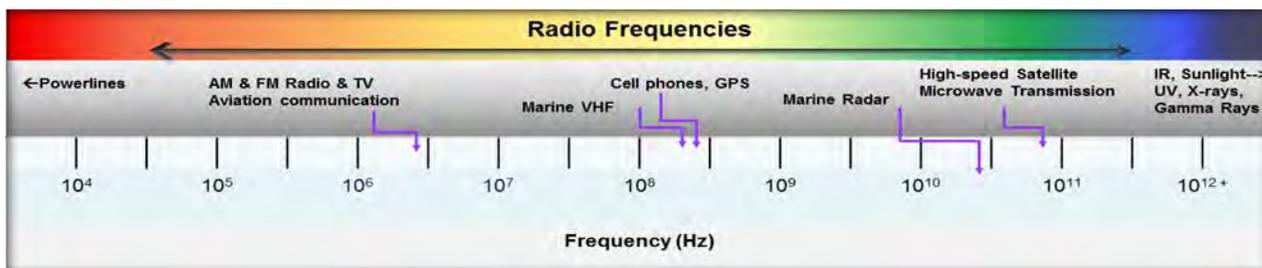 Radio Frequencies
←Powerlines
AM & FM Radio & TV
Aviation communication
Marine VHF
Cell phones, GPS
Marine Radar
High-speed Satellite
Microwave Transmission
IR, Sunlight-->
UV, X-rays,
Gamma Rays
10⁴ 10⁵ 10⁶ 10⁷ 10⁸ 10⁹ 10¹⁰ 10¹¹ 10¹²⁺
Frequency (Hz)